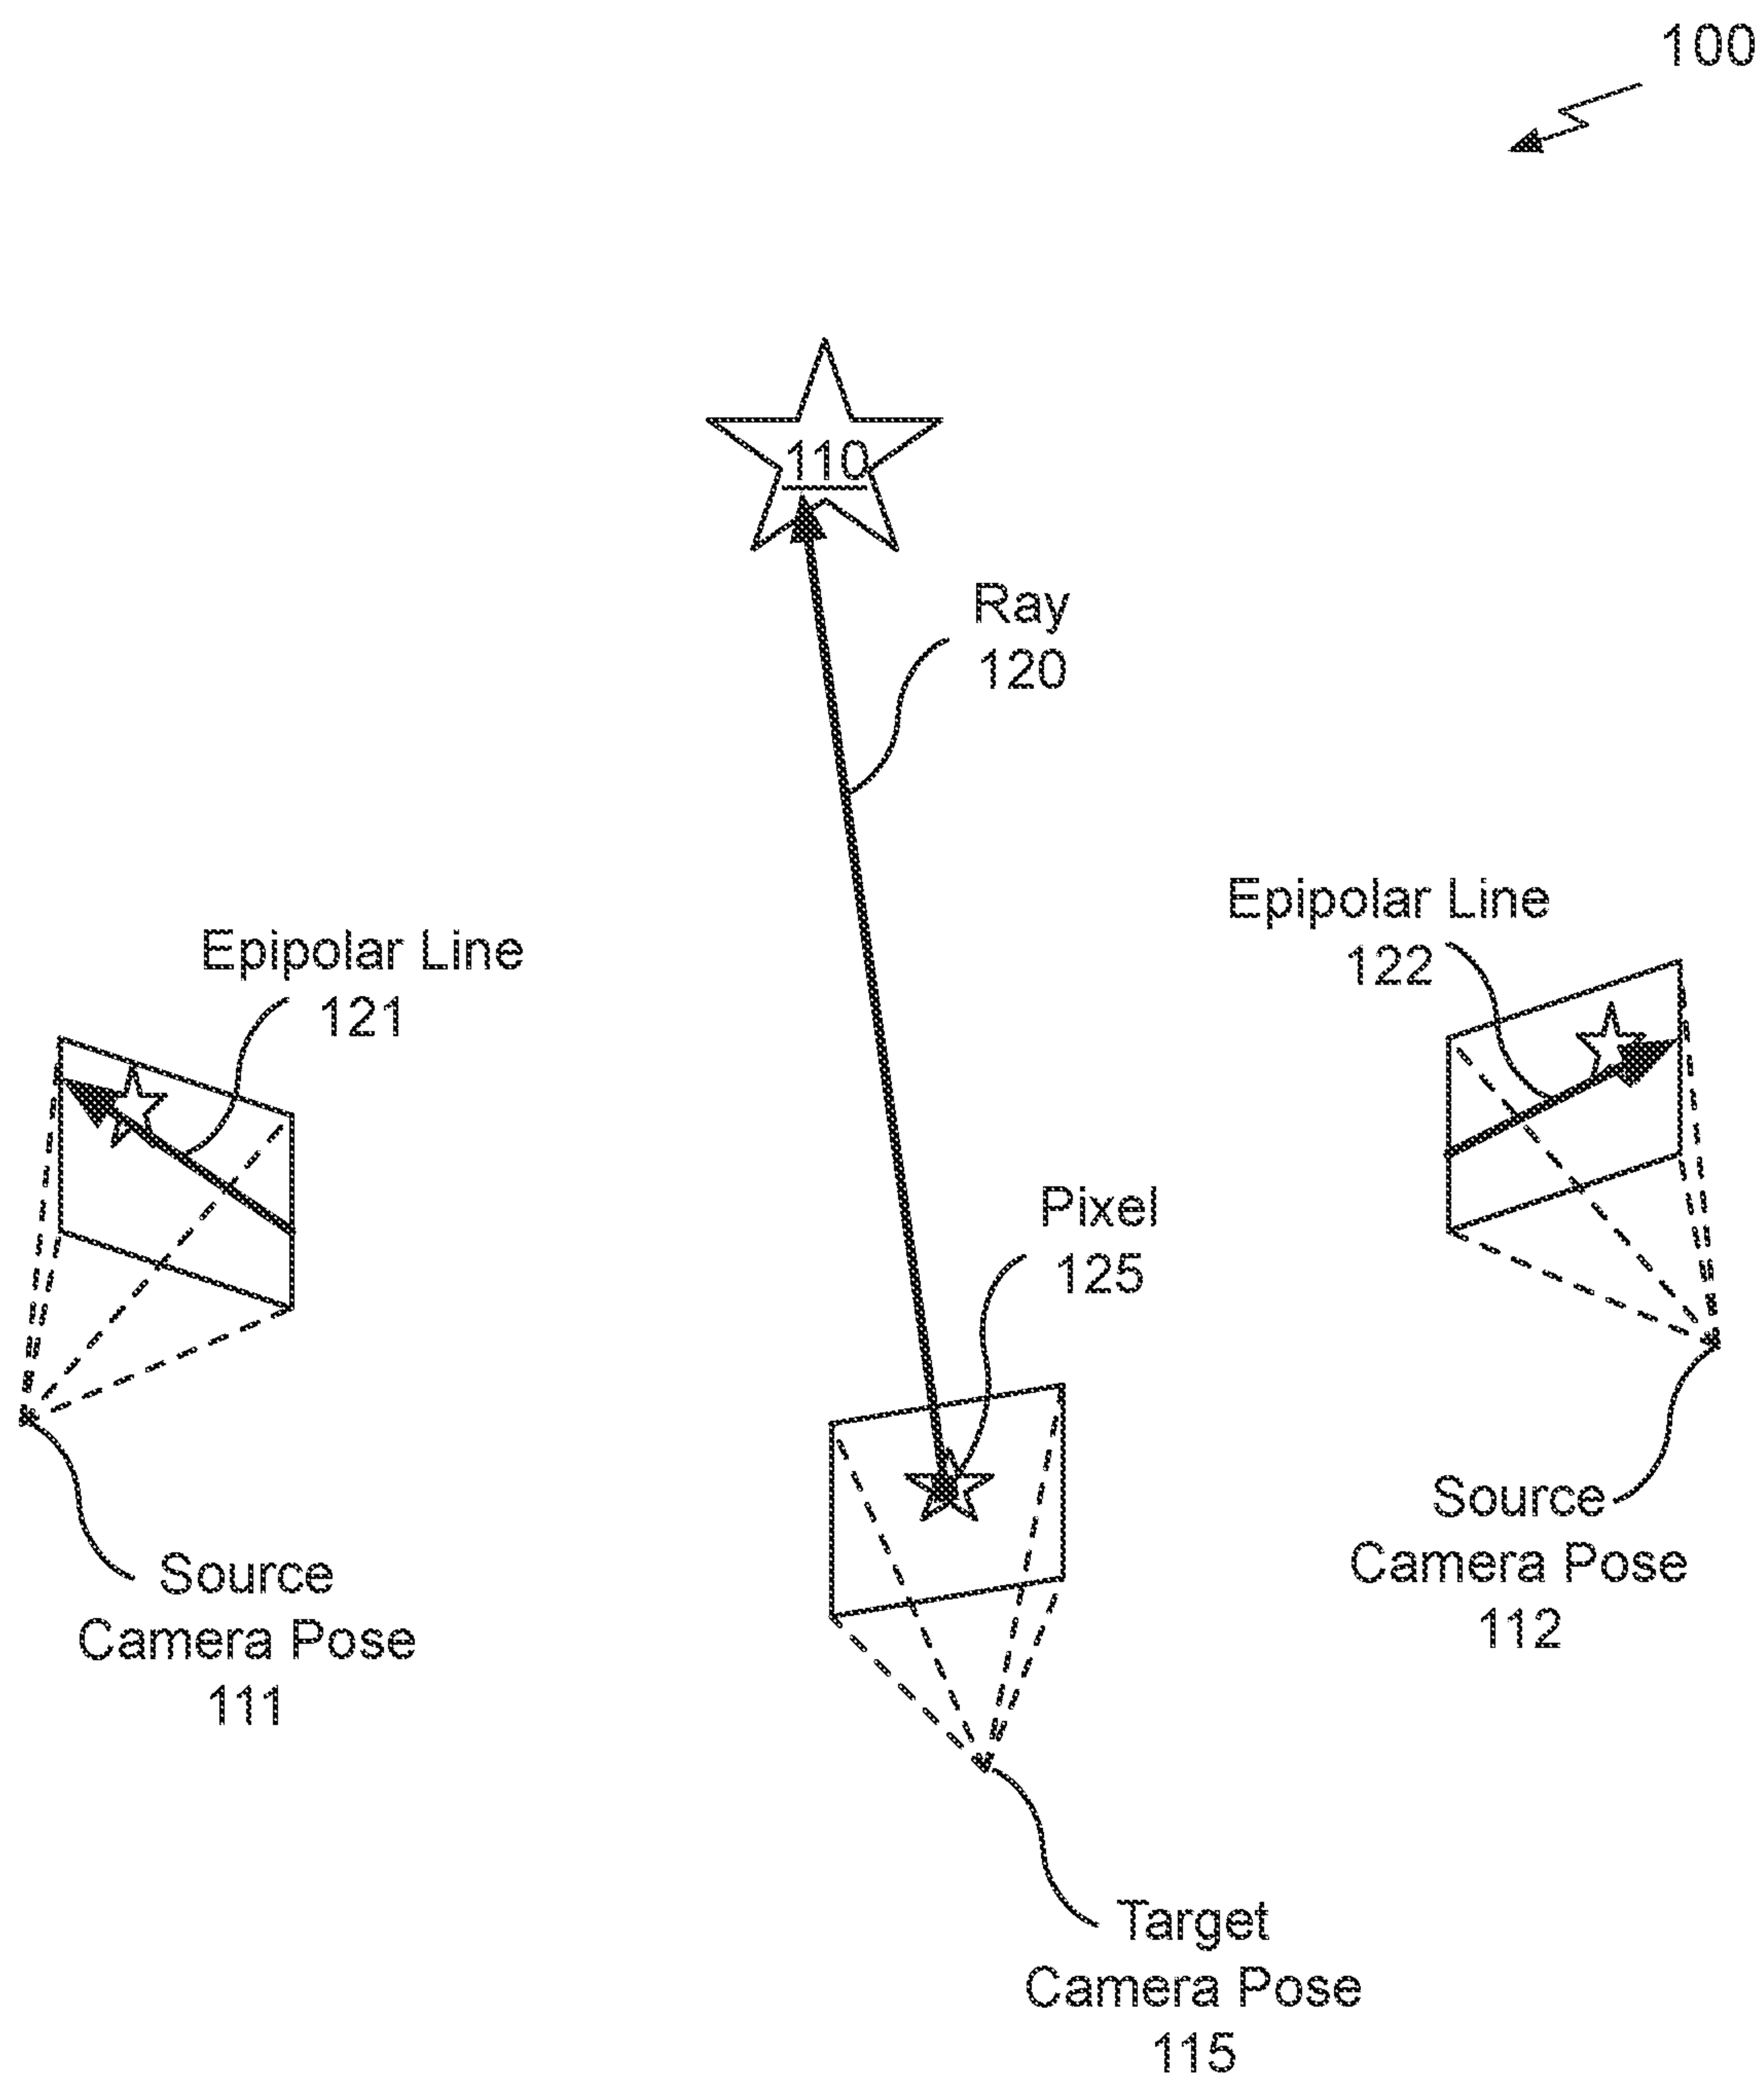 100
110
Ray
120
Epipolar Line
122
Epipolar Line
121
Pixel
125
Source
Camera Pose
112
Source
Camera Pose
111
Target
Camera Pose
115